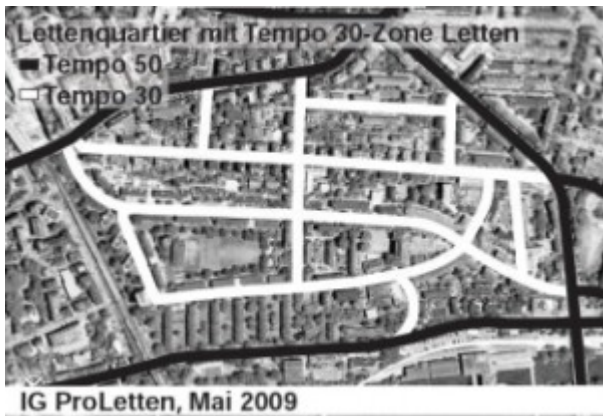 Lettenquartier mit Tempo 30-Zone Letten
Tempo 50
Tempo 30
IG ProLetten, Mai 2009